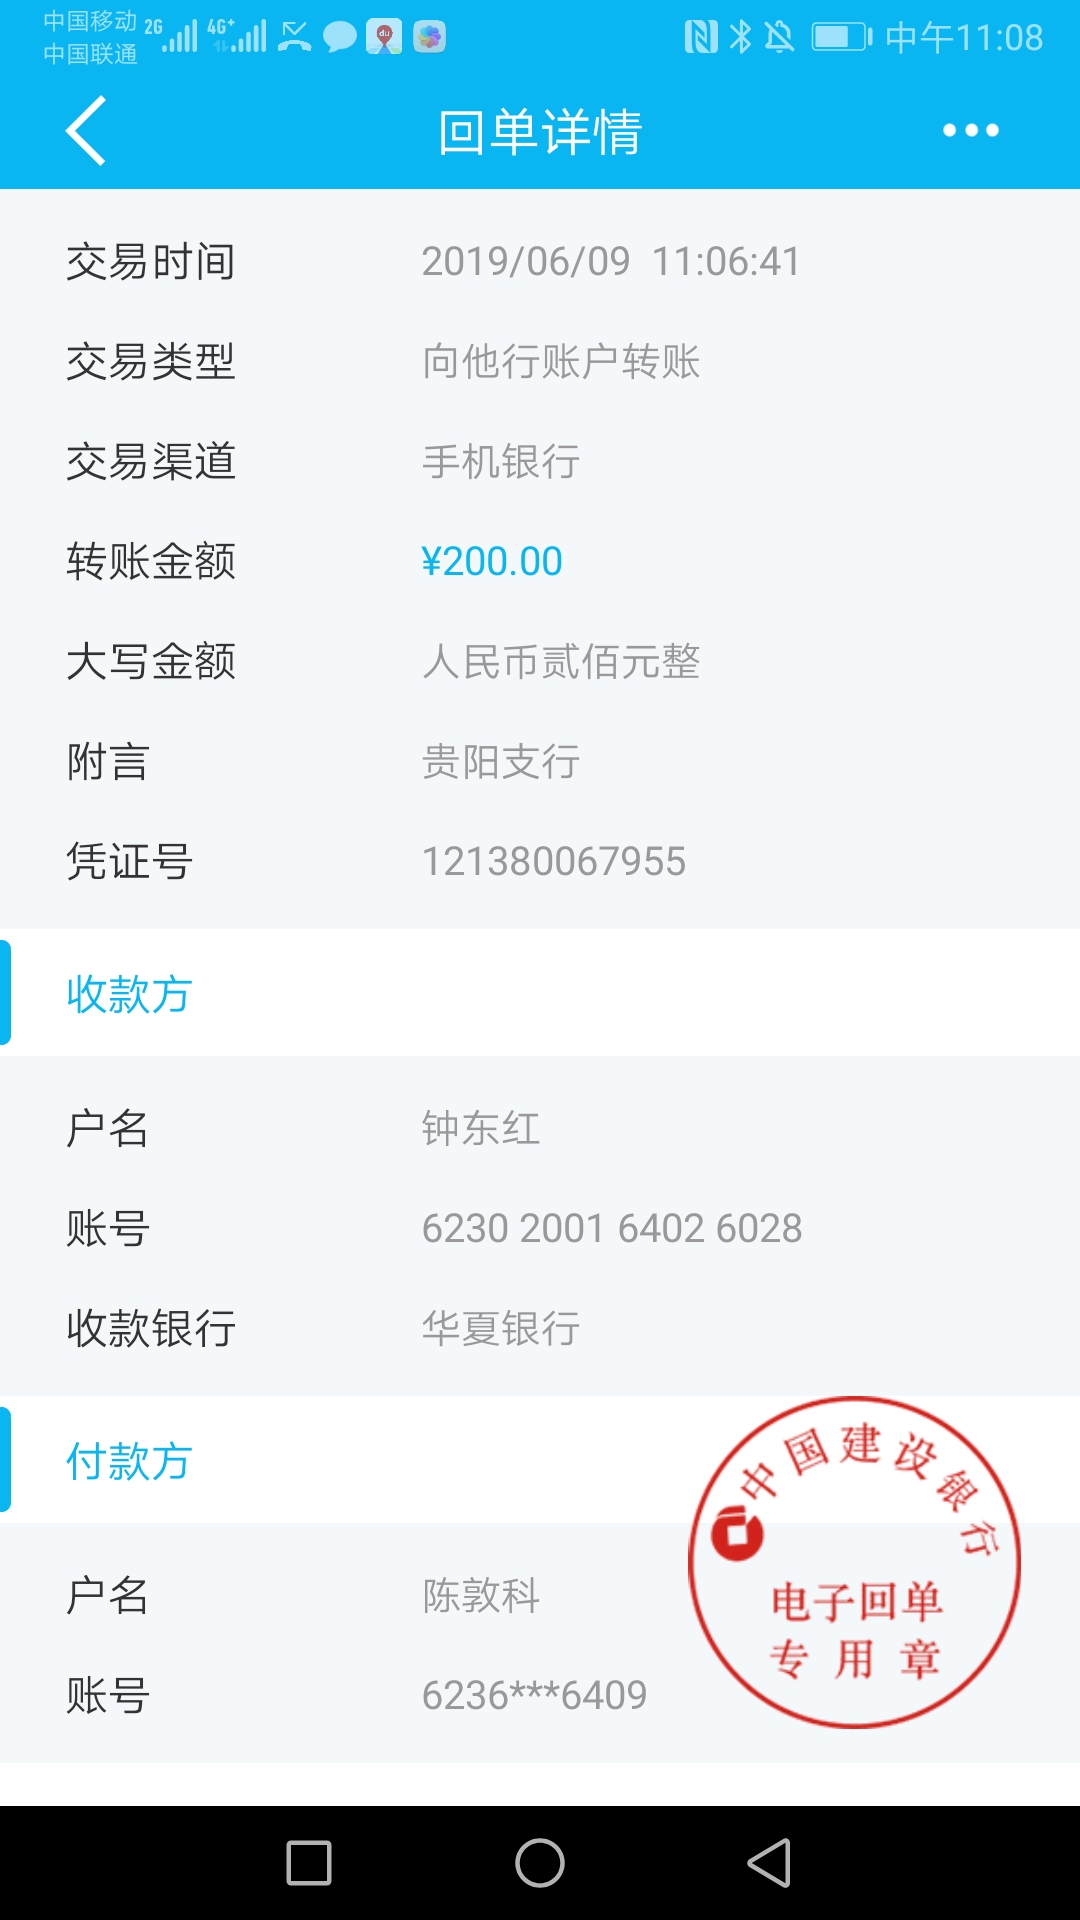 中国移动 2G 4G+
中国联通
中午11:08
回单详情
交易时间 2019/06/09 11:06:41
交易类型 向他行账户转账
交易渠道 手机银行
转账金额 ¥200.00
大写金额 人民币贰佰元整
附言 贵阳支行
凭证号 121380067955
收款方
户名 钟东红
账号 6230 2001 6402 6028
收款银行 华夏银行
付款方
户名 陈敦科
账号 6236***6409
中国建设银行
电子回单
专用章